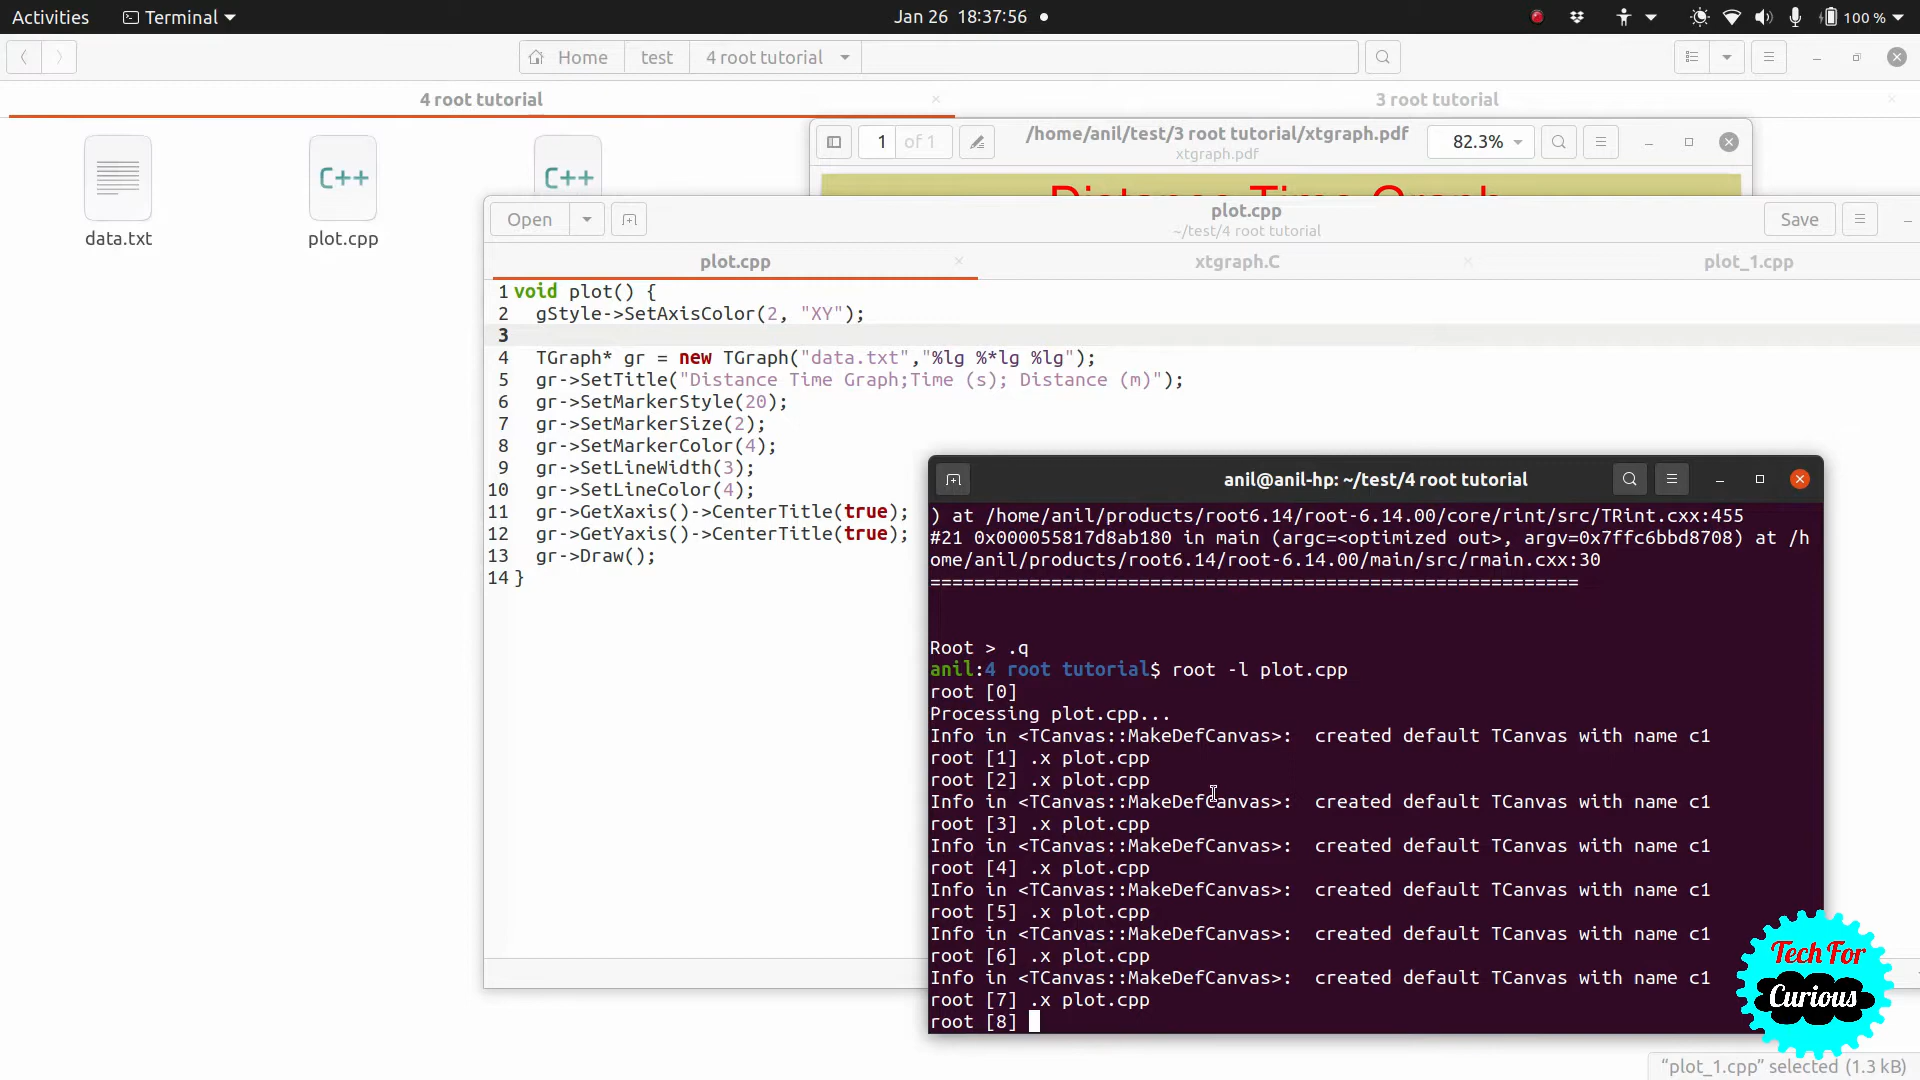 Activities Terminal Jan 26 18:37:56 100 %
Home test 4 root tutorial
4 root tutorial 3 root tutorial
1 of 1 /home/anil/test/3 root tutorial/xtgraph.pdf 82.3%
xtgraph.pdf
Distance Time Graph
data.txt plot.cpp
C++ C++
Open plot.cpp Save
~/test/4 root tutorial
plot.cpp xtgraph.C plot_1.cpp
1 void plot() {
2 gStyle->SetAxisColor(2, "XY");
3
4 TGraph* gr = new TGraph("data.txt","%lg %*lg %lg");
5 gr->SetTitle("Distance Time Graph;Time (s); Distance (m)");
6 gr->SetMarkerStyle(20);
7 gr->SetMarkerSize(2);
8 gr->SetMarkerColor(4);
9 gr->SetLineWidth(3);
10 gr->SetLineColor(4);
11 gr->GetXaxis()->CenterTitle(true);
12 gr->GetYaxis()->CenterTitle(true);
13 gr->Draw();
14 }
anil@anil-hp: ~/test/4 root tutorial
) at /home/anil/products/root6.14/root-6.14.00/core/rint/src/TRint.cxx:455
#21 0x000055817d8ab180 in main (argc=<optimized out>, argv=0x7ffc6bbd8708) at /h
ome/anil/products/root6.14/root-6.14.00/main/src/rmain.cxx:30
===========================================================
Root > .q
anil:4 root tutorial$ root -l plot.cpp
root [0]
Processing plot.cpp...
Info in <TCanvas::MakeDefCanvas>:  created default TCanvas with name c1
root [1] .x plot.cpp
root [2] .x plot.cpp
Info in <TCanvas::MakeDefCanvas>:  created default TCanvas with name c1
root [3] .x plot.cpp
Info in <TCanvas::MakeDefCanvas>:  created default TCanvas with name c1
root [4] .x plot.cpp
Info in <TCanvas::MakeDefCanvas>:  created default TCanvas with name c1
root [5] .x plot.cpp
Info in <TCanvas::MakeDefCanvas>:  created default TCanvas with name c1
root [6] .x plot.cpp
Info in <TCanvas::MakeDefCanvas>:  created default TCanvas with name c1
root [7] .x plot.cpp
root [8]
Tech For
Curious
“plot_1.cpp” selected (1.3 kB)